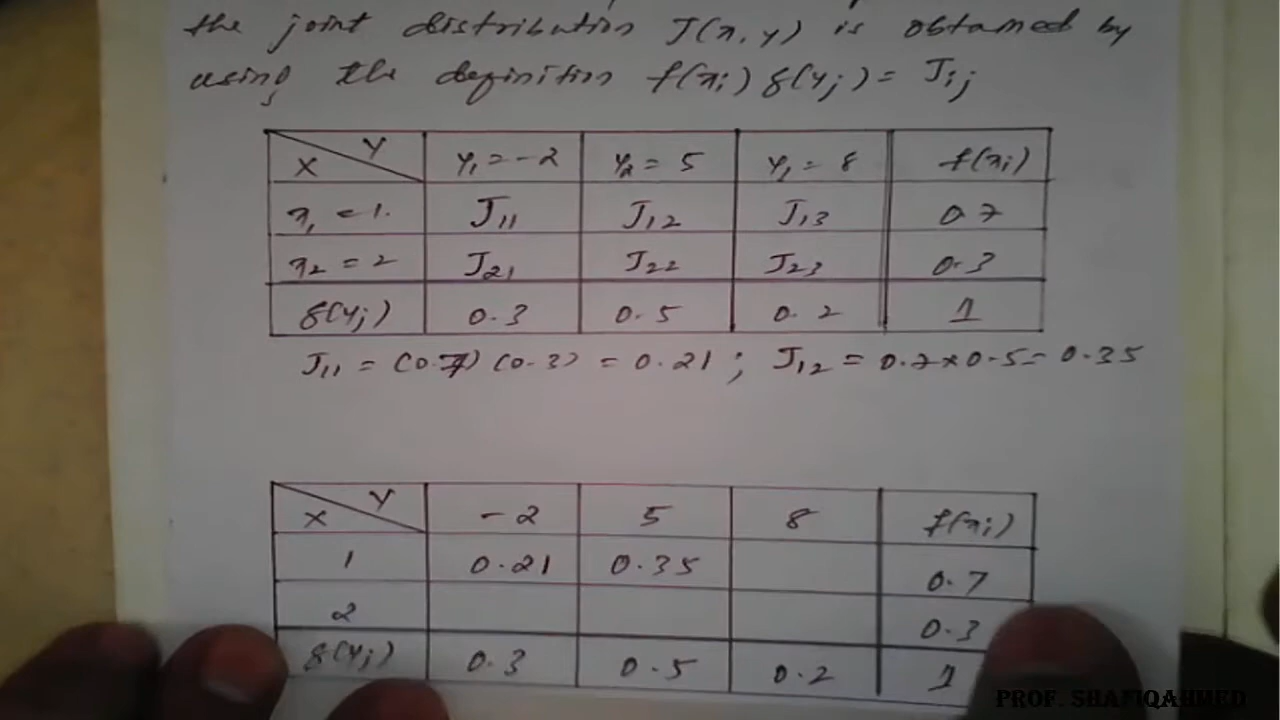 the joint distribution J(x, y) is obtained by
using the definition f(xi) g(yj) = Jij
X Y y1 = -2 y2 = 5 y1 = 8 f(xi)
x1 = 1. J11 J12 J13 0.7
x2 = 2 J21 J22 J23 0.3
g(yj) 0.3 0.5 0.2 1
J11 = (0.7) (0.3) = 0.21 ; J12 = 0.7x0.5 = 0.35
X Y -2 5 8 f(xi)
1 0.21 0.35 0.7
2 0.3
g(yj) 0.3 0.5 0.2 1
PROF. SHAFIQAHMED